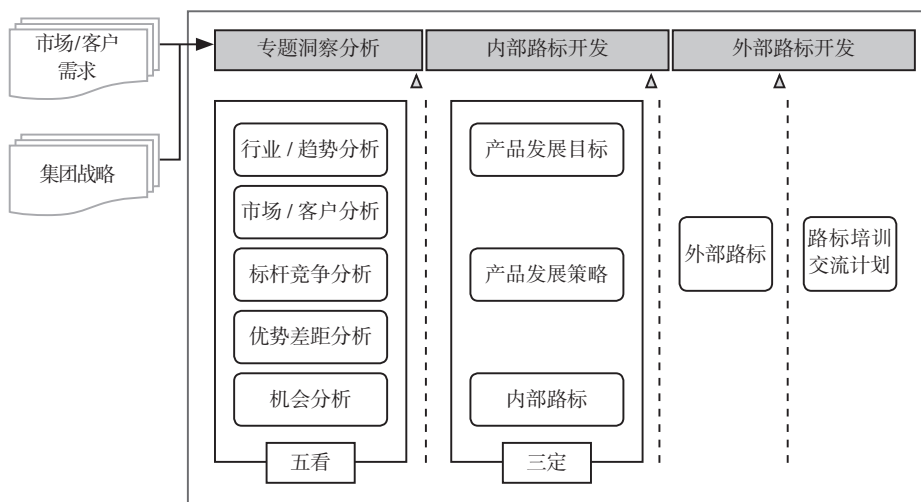 市场/客户
需求
集团战略
专题洞察分析
内部路标开发
外部路标开发
行业 / 趋势分析
市场 / 客户分析
标杆竞争分析
优势差距分析
机会分析
五看
产品发展目标
产品发展策略
内部路标
三定
外部路标
路标培训
交流计划